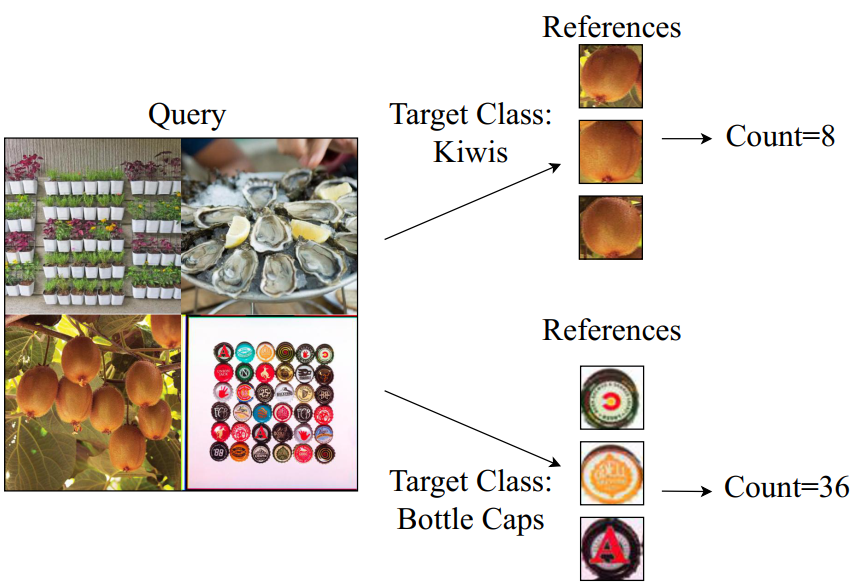 References
Query
Target Class:
Kiwis
Count=8
References
Target Class:
Bottle Caps
Count=36
A